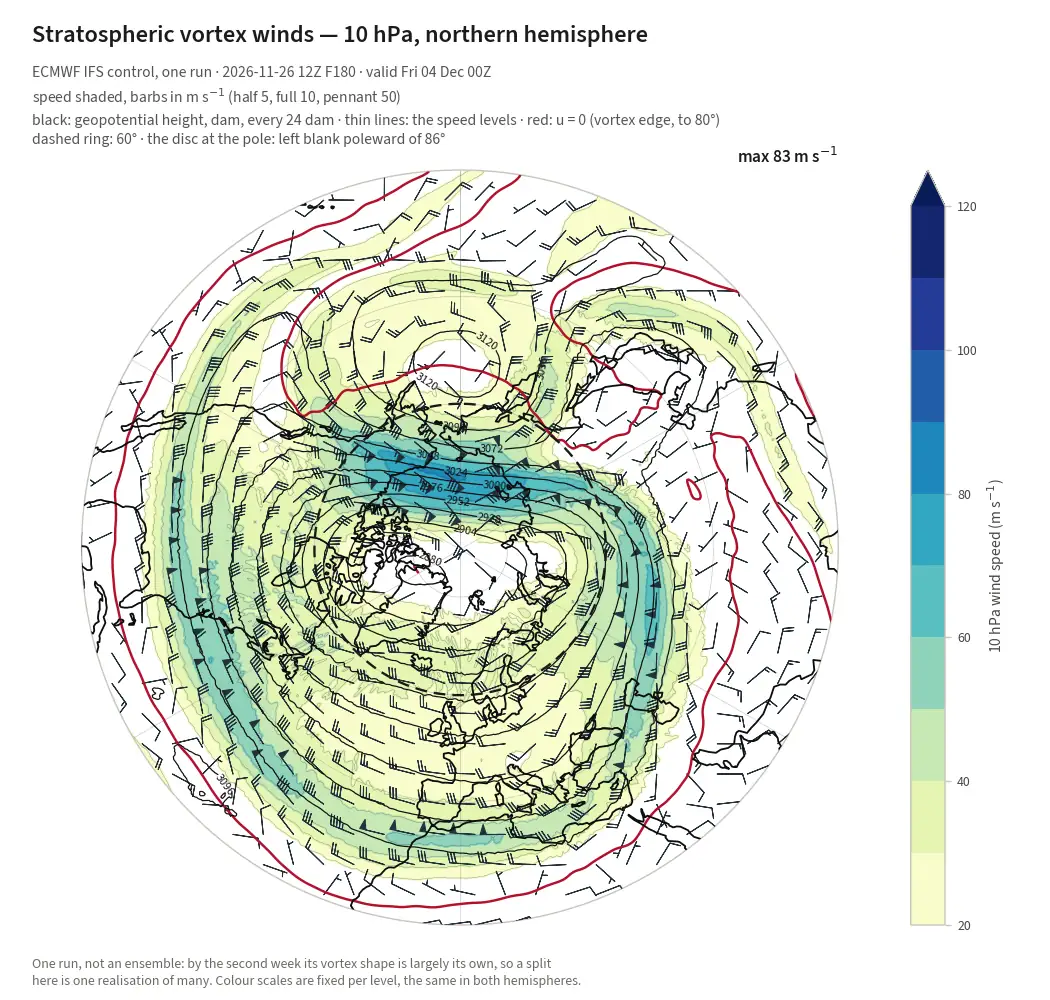 Stratospheric vortex winds — 10 hPa, northern hemisphere
ECMWF IFS control, one run · 2026-11-26 12Z F180 · valid Fri 04 Dec 00Z
speed shaded, barbs in m s⁻¹ (half 5, full 10, pennant 50)
black: geopotential height, dam, every 24 dam · thin lines: the speed levels · red: u = 0 (vortex edge, to 80°)
dashed ring: 60° · the disc at the pole: left blank poleward of 86°
max 83 m s⁻¹
120
100
80
60
40
20
10 hPa wind speed (m s⁻¹)
3120
3120
3072
3024
3000
2952
2904
3096
One run, not an ensemble: by the second week its vortex shape is largely its own, so a split
here is one realisation of many. Colour scales are fixed per level, the same in both hemispheres.